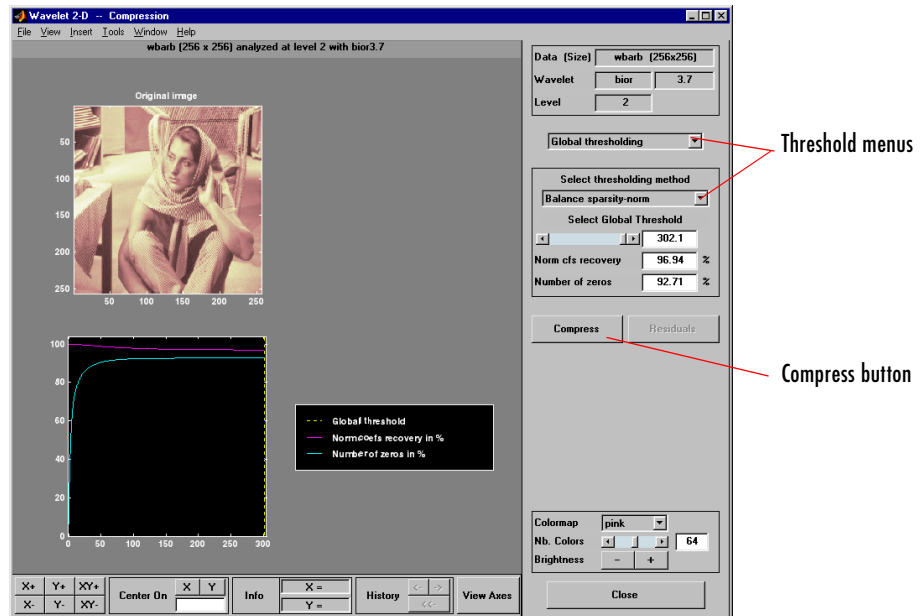 Wavelet 2-D -- Compression
File View Insert Tools Window Help
wbarb (256 x 256) analyzed at level 2 with bior3.7
Original image
50
100
150
200
250
50 100 150 200 250
100
80
60
40
20
0
0 50 100 150 200 250 300
Global threshold
Norm coefs recovery in %
Number of zeros in %
Data (Size) wbarb (256x256)
Wavelet bior 3.7
Level 2
Global thresholding
Select thresholding method
Balance sparsity-norm
Select Global Threshold
302.1
Norm cfs recovery 96.94 %
Number of zeros 92.71 %
Compress Residuals
Threshold menus
Compress button
Colormap pink
Nb. Colors 64
Brightness - +
Close
X+ Y+ XY+
X- Y- XY-
Center On X Y
Info X =
Y =
History <- ->
<<-
View Axes